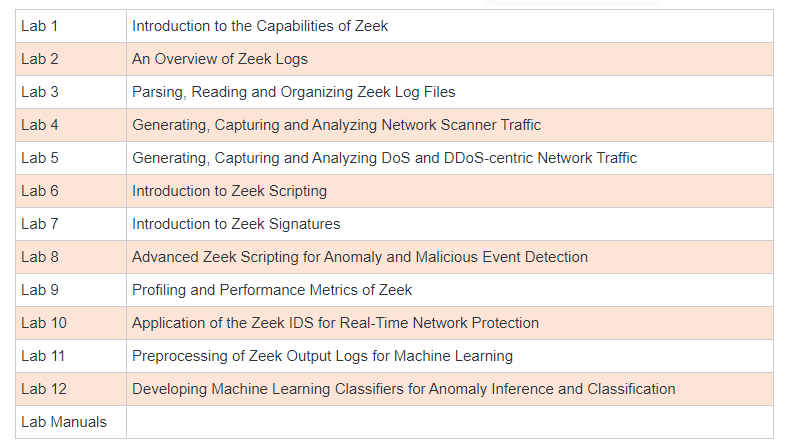 Lab 1 Introduction to the Capabilities of Zeek
Lab 2 An Overview of Zeek Logs
Lab 3 Parsing, Reading and Organizing Zeek Log Files
Lab 4 Generating, Capturing and Analyzing Network Scanner Traffic
Lab 5 Generating, Capturing and Analyzing DoS and DDoS-centric Network Traffic
Lab 6 Introduction to Zeek Scripting
Lab 7 Introduction to Zeek Signatures
Lab 8 Advanced Zeek Scripting for Anomaly and Malicious Event Detection
Lab 9 Profiling and Performance Metrics of Zeek
Lab 10 Application of the Zeek IDS for Real-Time Network Protection
Lab 11 Preprocessing of Zeek Output Logs for Machine Learning
Lab 12 Developing Machine Learning Classifiers for Anomaly Inference and Classification
Lab Manuals